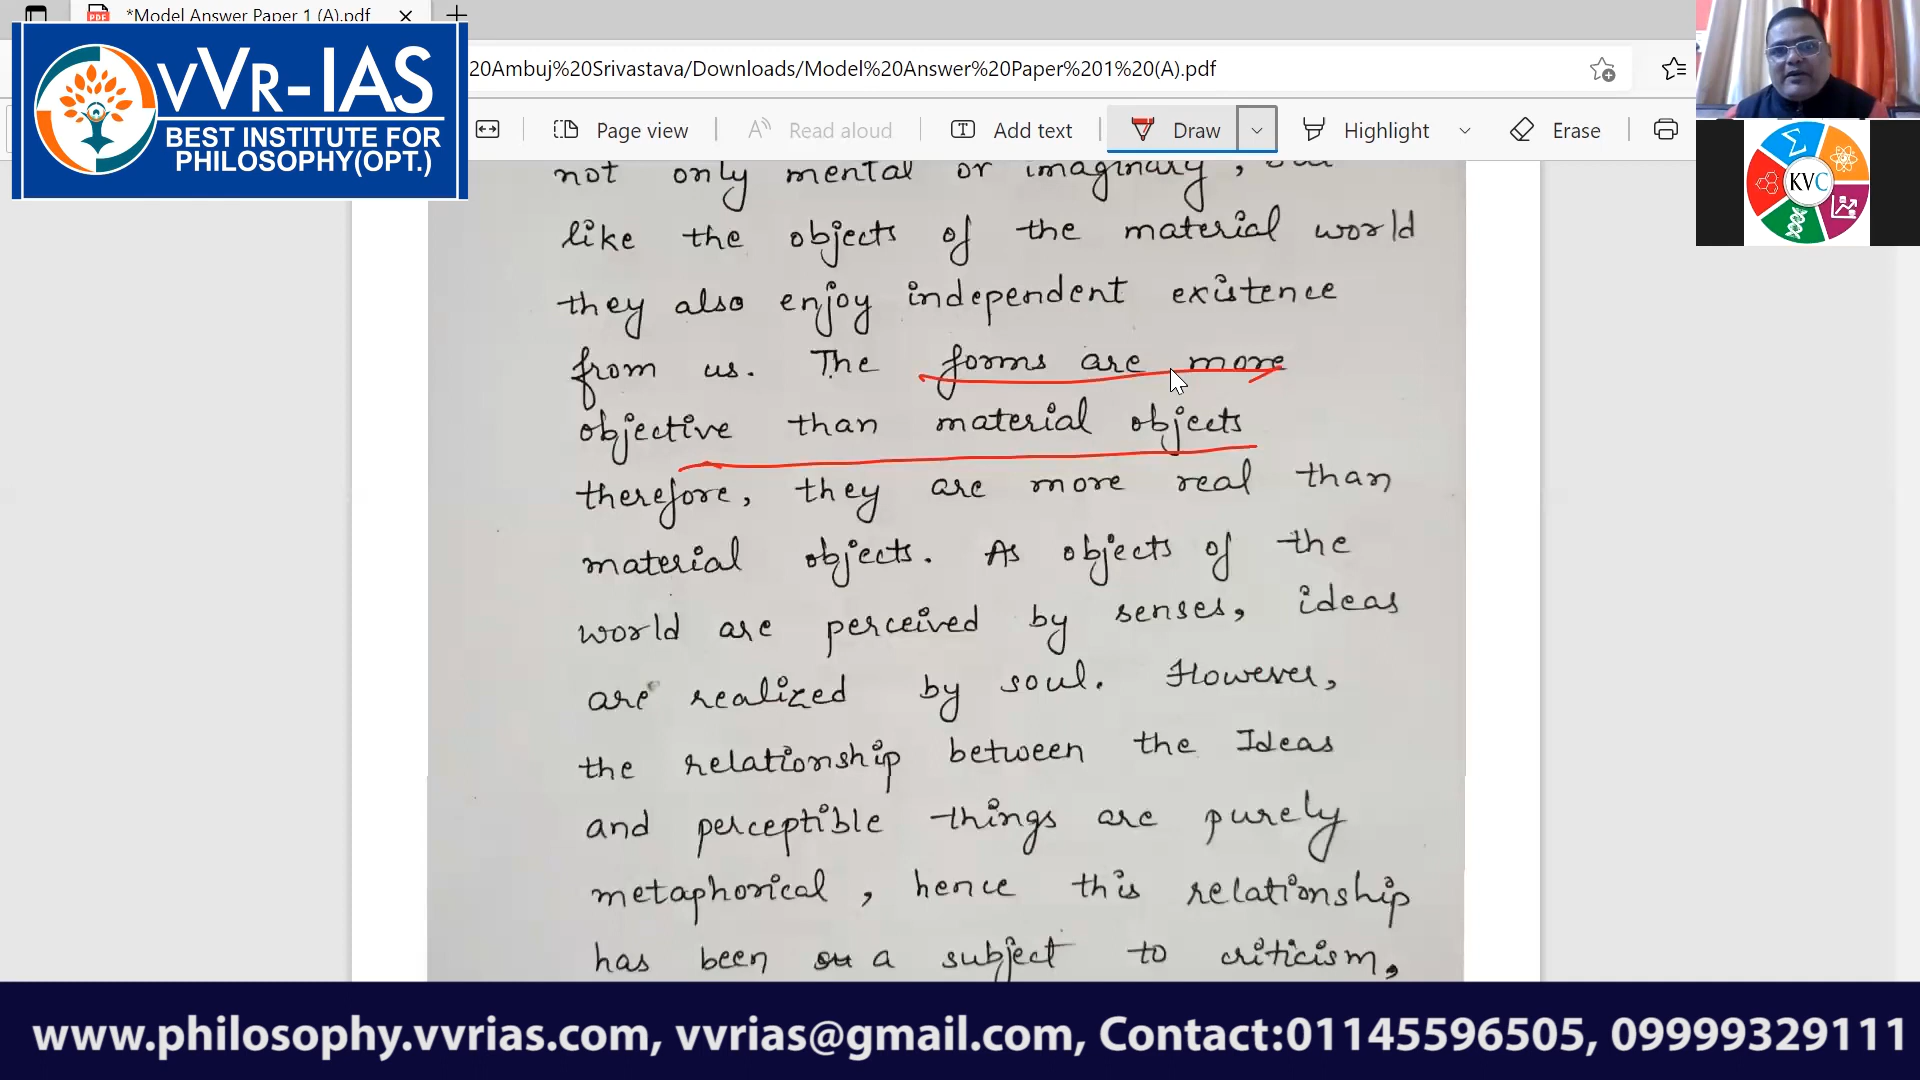 *Model Answer Paper 1 (A).pdf
VVR-IAS
BEST INSTITUTE FOR
PHILOSOPHY(OPT.)
20Ambuj%20Srivastava/Downloads/Model%20Answer%20Paper%201%20(A).pdf
Page view
Read aloud
Add text
Draw
Highlight
Erase
KVC
not only mental or imaginary, but
like the objects of the material world
they also enjoy independent existence
from us. The forms are more
objective than material objects
therefore, they are more real than
material objects. As objects of the
world are perceived by senses, ideas
are realized by soul. However,
the relationship between the Ideas
and perceptible things are purely
metaphorical, hence this relationship
has been a subject to criticism,
www.philosophy.vvrias.com, vvrias@gmail.com, Contact:01145596505, 09999329111